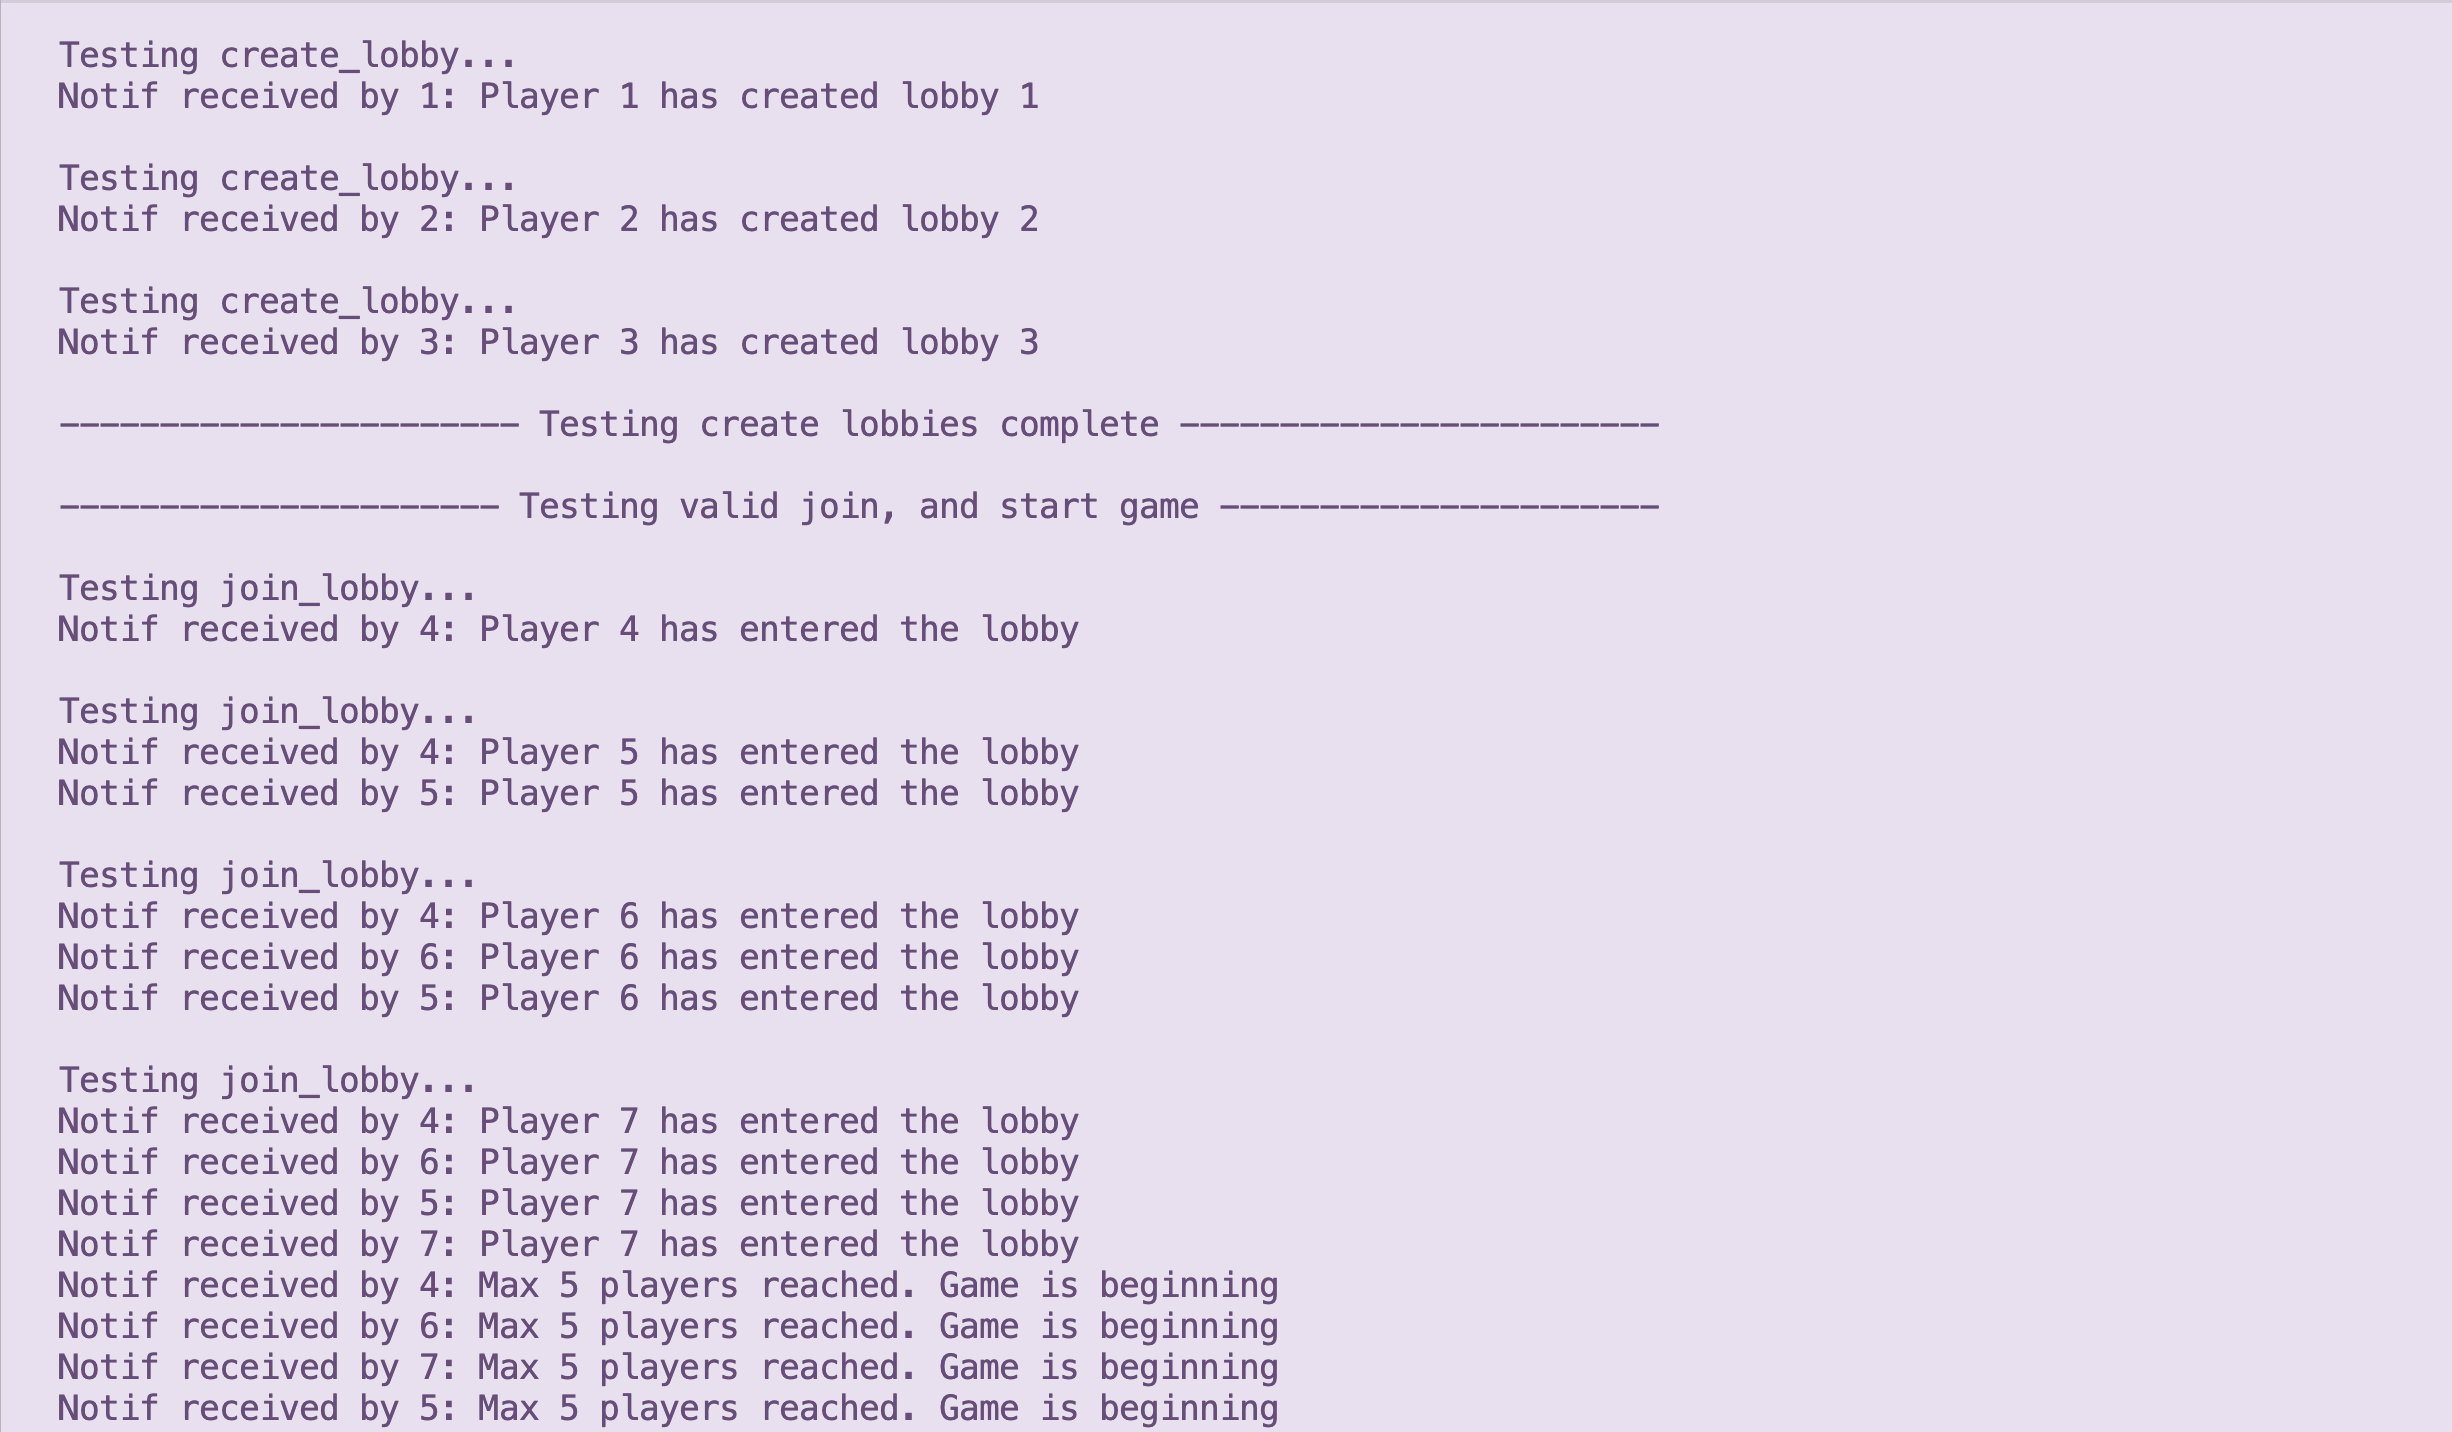 Testing create_lobby...
Notif received by 1: Player 1 has created lobby 1
Testing create_lobby...
Notif received by 2: Player 2 has created lobby 2
Testing create_lobby...
Notif received by 3: Player 3 has created lobby 3
----------------------- Testing create lobbies complete ------------------------
---------------------- Testing valid join, and start game ----------------------
Testing join_lobby...
Notif received by 4: Player 4 has entered the lobby
Testing join_lobby...
Notif received by 4: Player 5 has entered the lobby
Notif received by 5: Player 5 has entered the lobby
Testing join_lobby...
Notif received by 4: Player 6 has entered the lobby
Notif received by 6: Player 6 has entered the lobby
Notif received by 5: Player 6 has entered the lobby
Testing join_lobby...
Notif received by 4: Player 7 has entered the lobby
Notif received by 6: Player 7 has entered the lobby
Notif received by 5: Player 7 has entered the lobby
Notif received by 7: Player 7 has entered the lobby
Notif received by 4: Max 5 players reached. Game is beginning
Notif received by 6: Max 5 players reached. Game is beginning
Notif received by 7: Max 5 players reached. Game is beginning
Notif received by 5: Max 5 players reached. Game is beginning